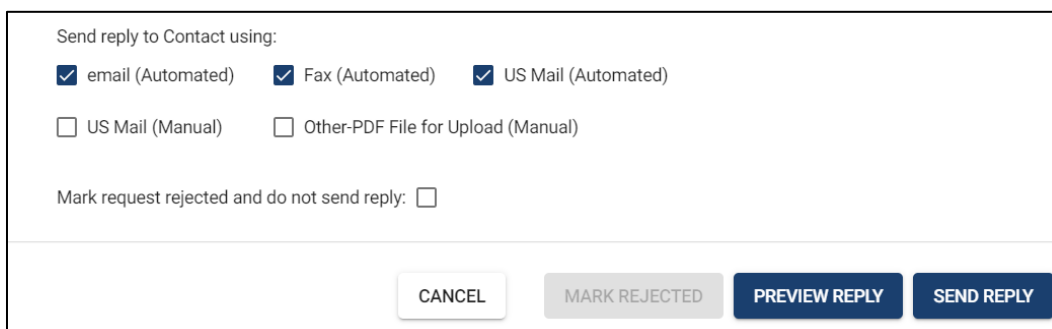 Send reply to Contact using:
email (Automated) Fax (Automated) US Mail (Automated)
US Mail (Manual) Other-PDF File for Upload (Manual)
Mark request rejected and do not send reply:
CANCEL MARK REJECTED PREVIEW REPLY SEND REPLY